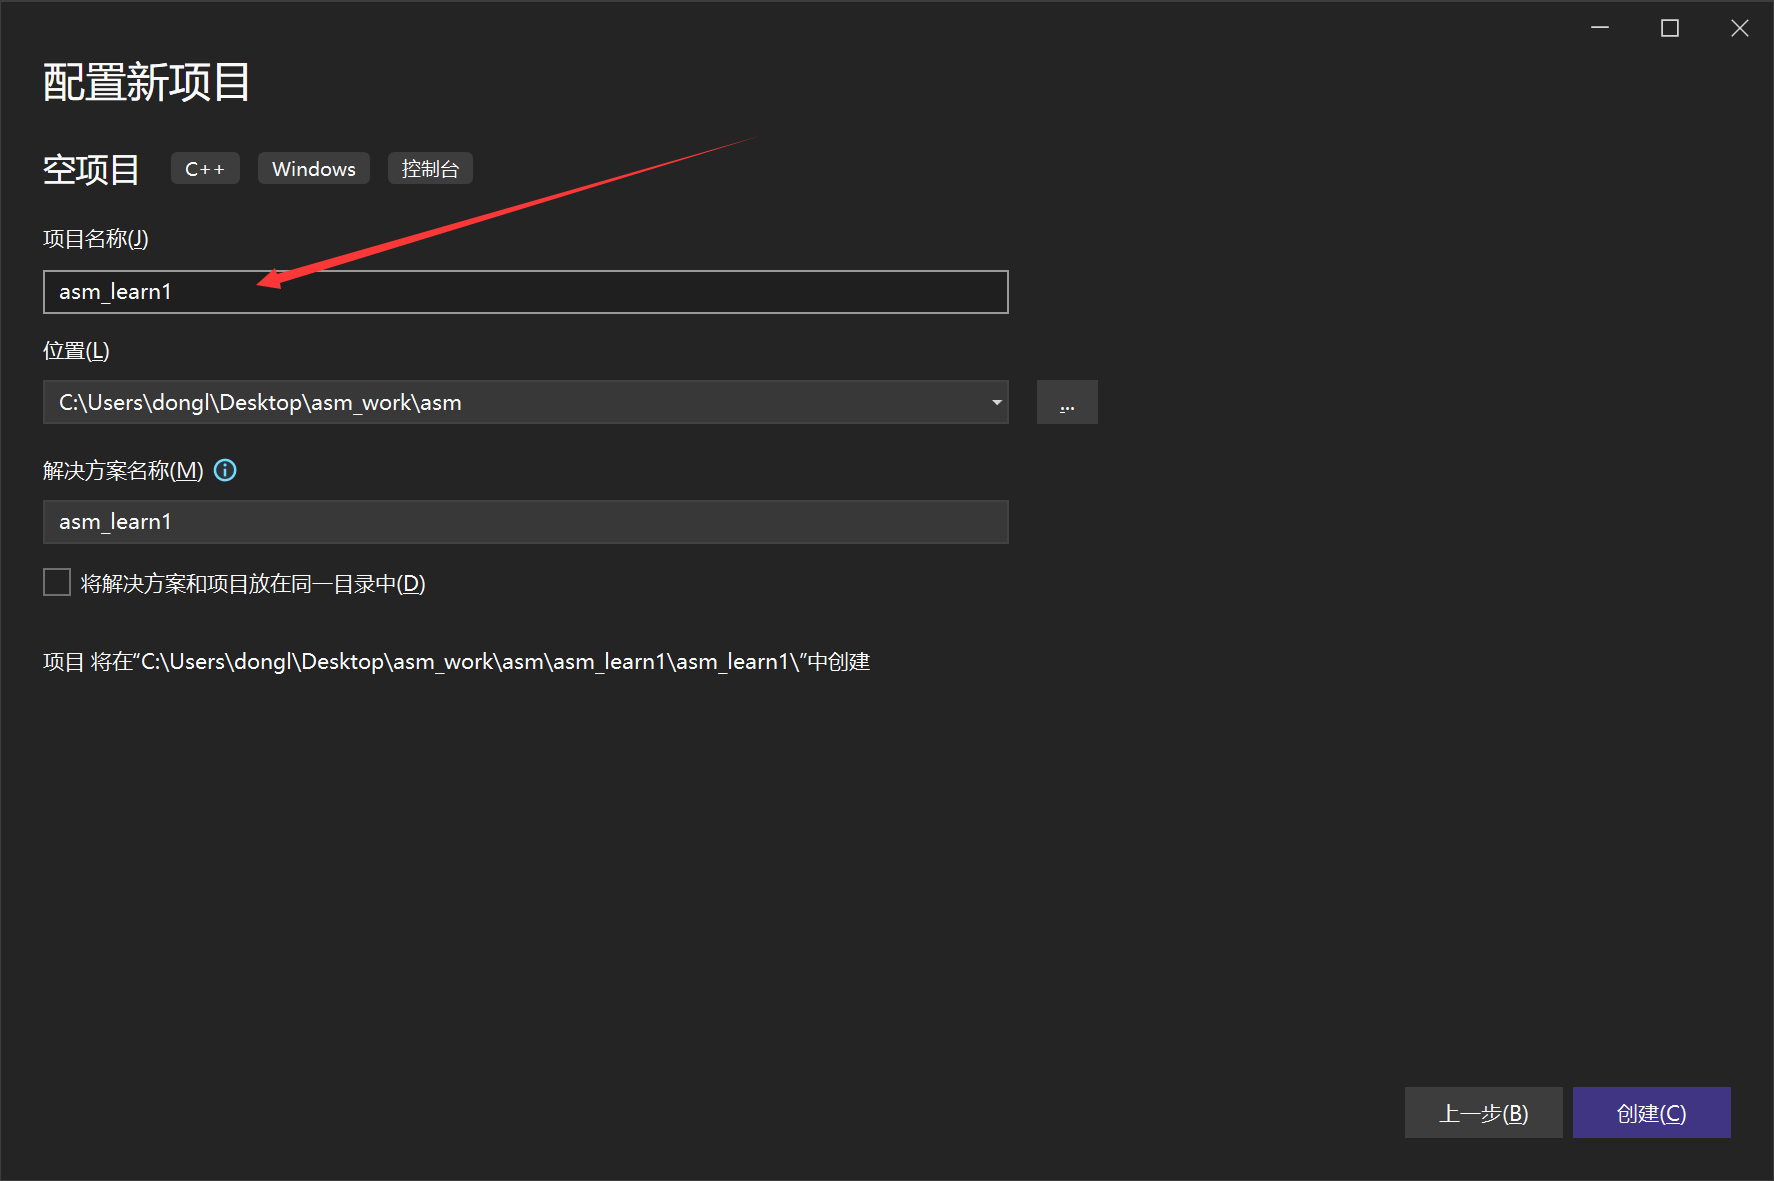 配置新项目
空项目 C++ Windows 控制台
项目名称(J)
asm_learn1
位置(L)
C:\Users\dongl\Desktop\asm_work\asm
...
解决方案名称(M)
asm_learn1
将解决方案和项目放在同一目录中(D)
项目 将在“C:\Users\dongl\Desktop\asm_work\asm\asm_learn1\asm_learn1\”中创建
上一步(B) 创建(C)